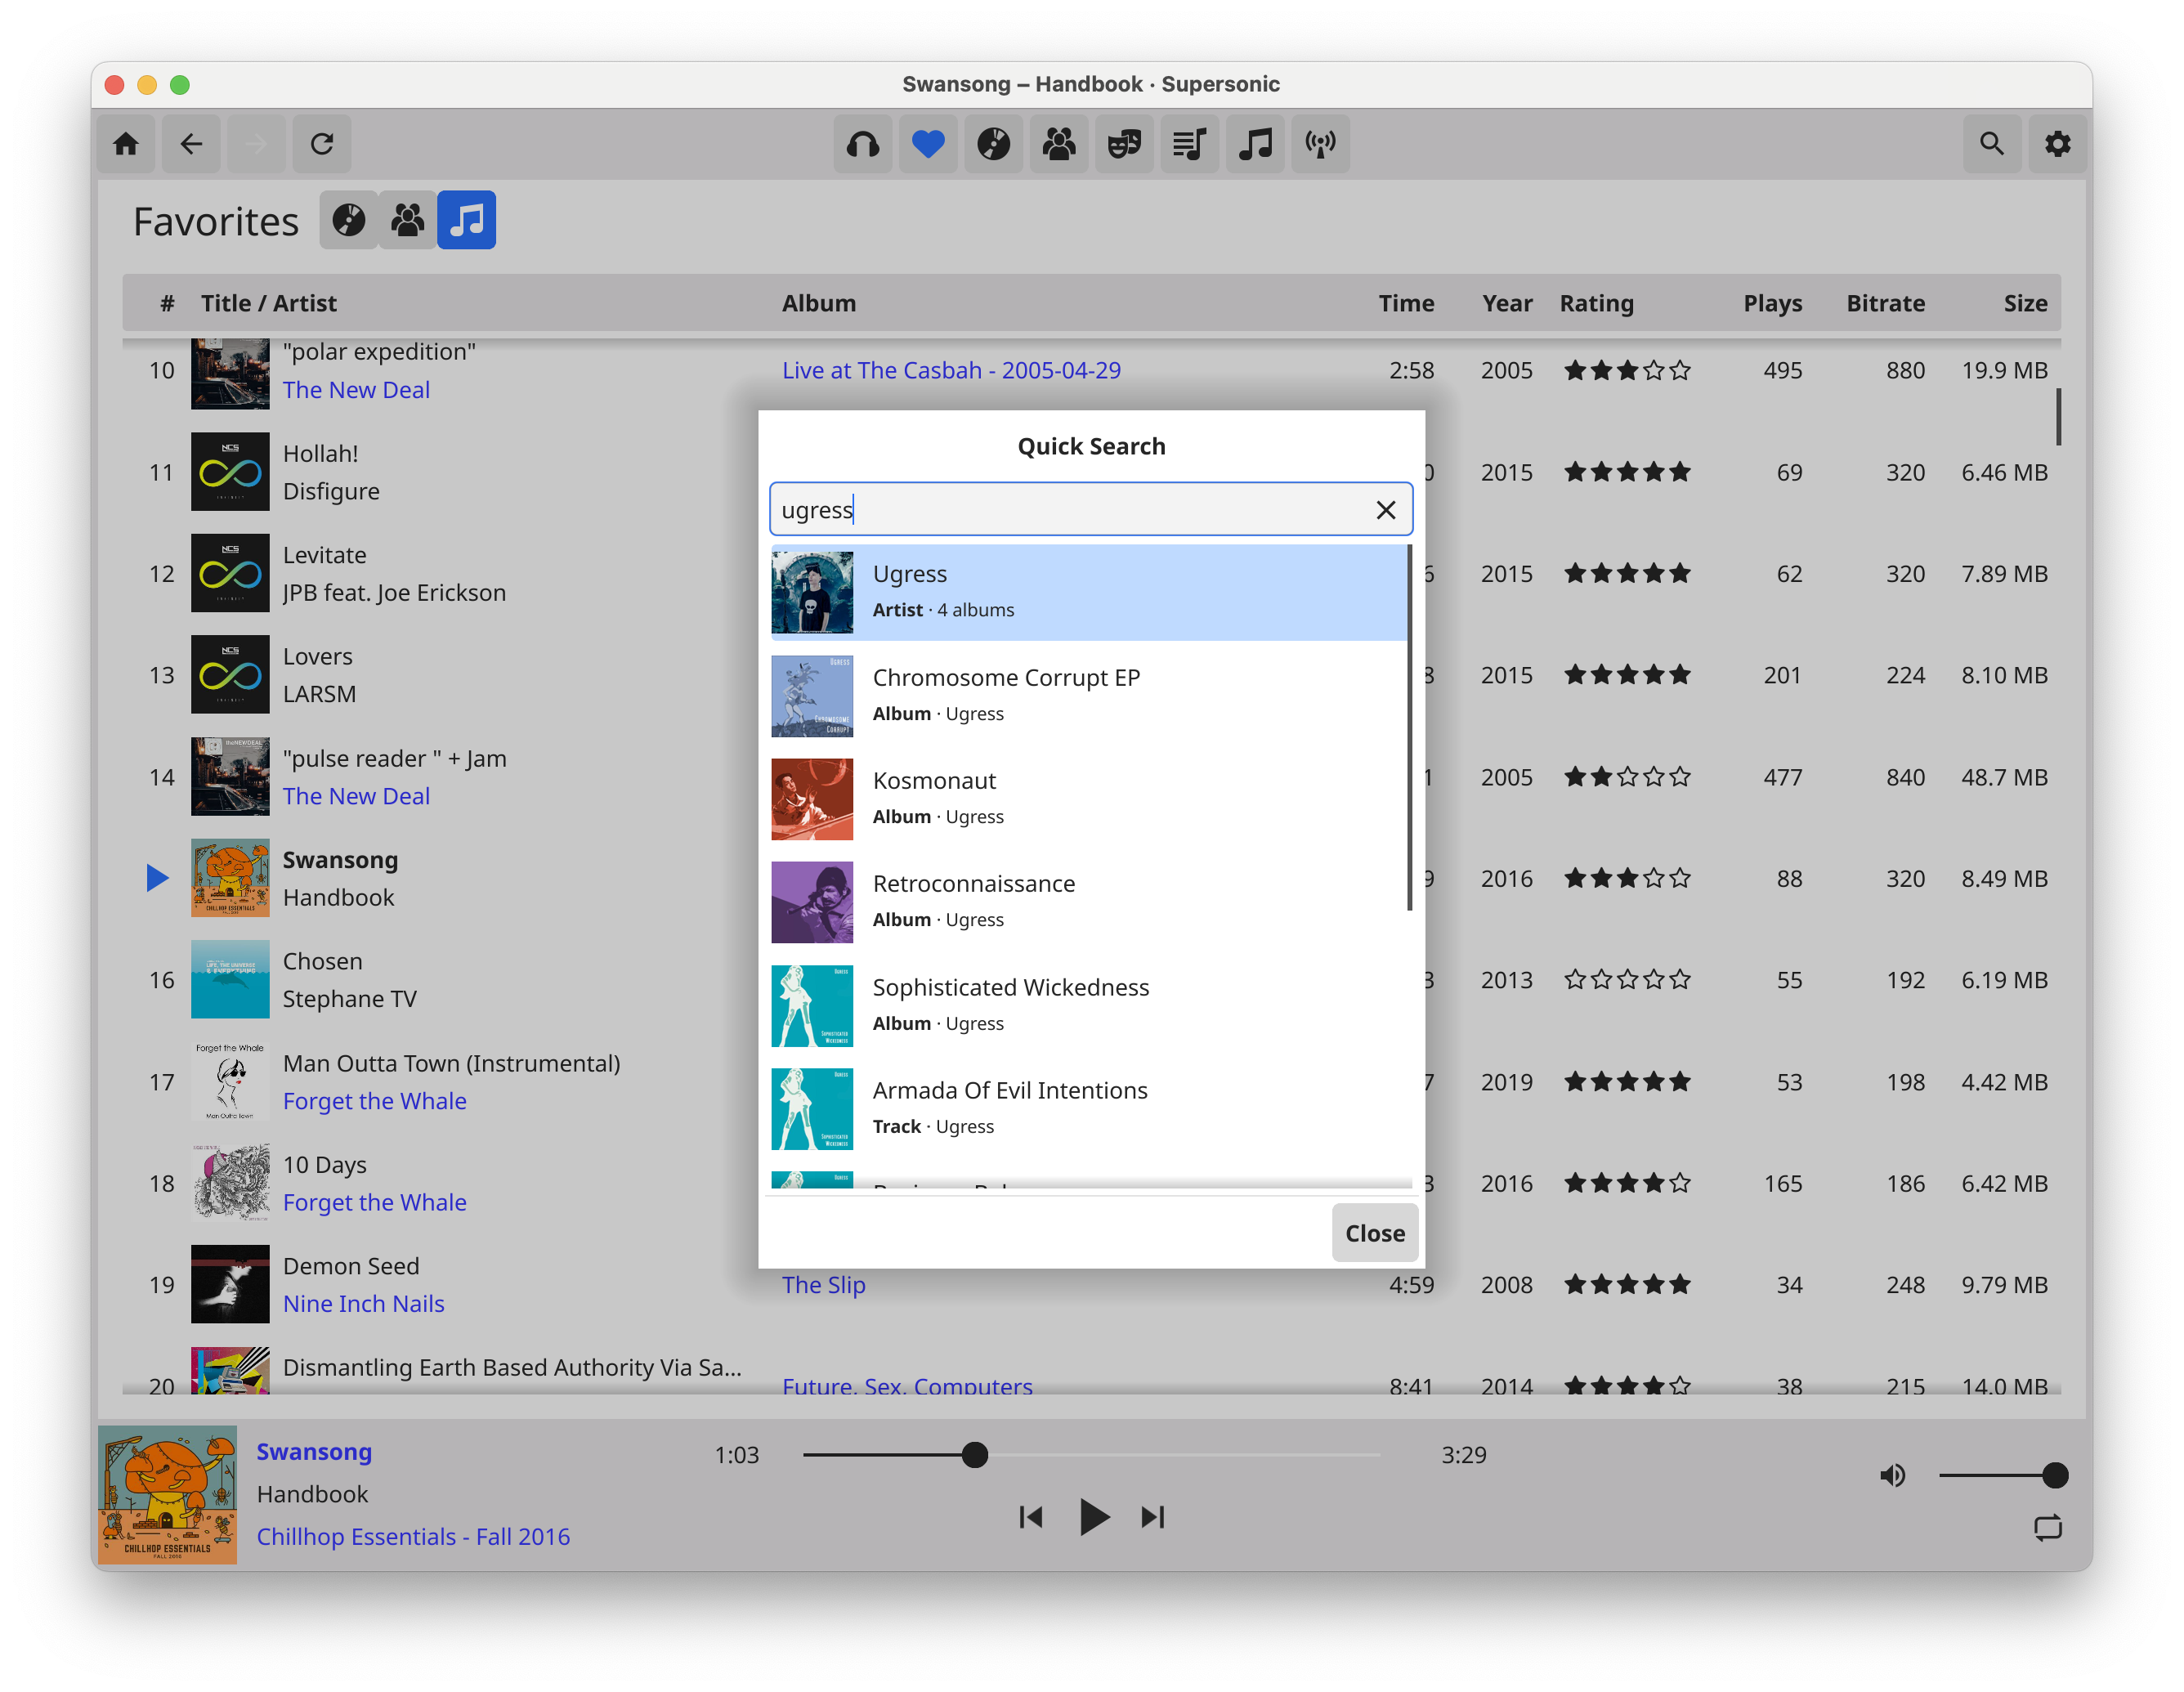 Swansong – Handbook · Supersonic
Favorites
# Title / Artist Album Time Year Rating Plays Bitrate Size
10 "polar expedition" The New Deal Live at The Casbah - 2005-04-29 2:58 2005 495 880 19.9 MB
11 Hollah! Disfigure 2015 69 320 6.46 MB
12 Levitate JPB feat. Joe Erickson 2015 62 320 7.89 MB
13 Lovers LARSM 2015 201 224 8.10 MB
14 "pulse reader " + Jam The New Deal 2005 477 840 48.7 MB
Swansong Handbook 2016 88 320 8.49 MB
16 Chosen Stephane TV 2013 55 192 6.19 MB
17 Man Outta Town (Instrumental) Forget the Whale 2019 53 198 4.42 MB
18 10 Days Forget the Whale 2016 165 186 6.42 MB
19 Demon Seed Nine Inch Nails The Slip 4:59 2008 34 248 9.79 MB
20 Dismantling Earth Based Authority Via Sa... Future, Sex, Computers 8:41 2014 38 215 14.0 MB
Quick Search
ugress
Ugress
Artist · 4 albums
Chromosome Corrupt EP
Album · Ugress
Kosmonaut
Album · Ugress
Retroconnaissance
Album · Ugress
Sophisticated Wickedness
Album · Ugress
Armada Of Evil Intentions
Track · Ugress
Close
Swansong
Handbook
Chillhop Essentials - Fall 2016
1:03
3:29
CHILLHOP ESSENTIALS
FALL 2016